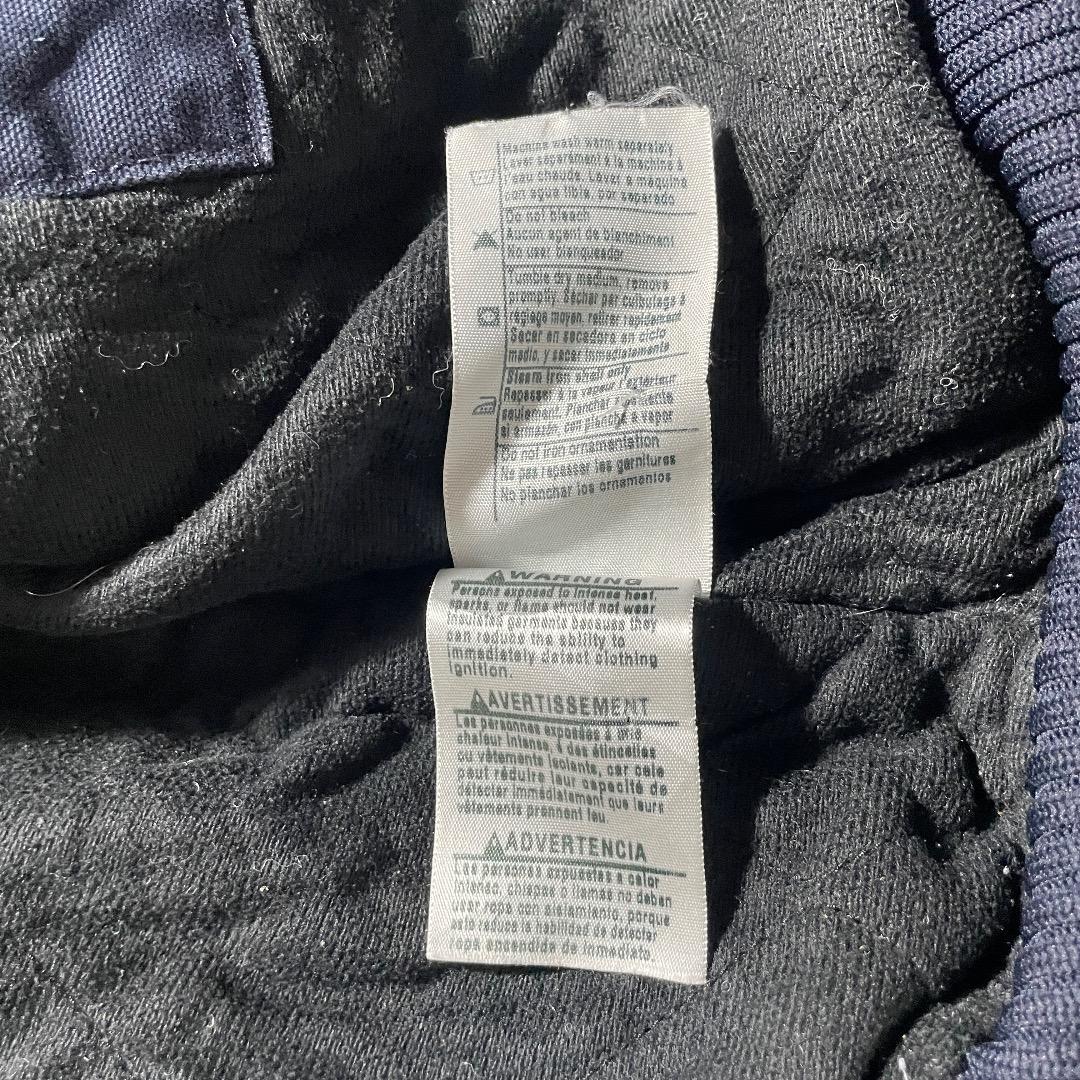 Machine wash warm separately
Laver séparément à la machine à
l'eau chaude. Lavar a maquina
con agua tibia, por separado
Do not bleach
Aucun agent de blanchiment
No usar blanqueador
Tumble dry medium, remove
promptly. Sécher par culbutage à
réglage moyen, retirer rapidement
Secar en secadora en ciclo
medio, y sacar inmediatamente
Steam iron shell only
Repasser à la vapeur l'extérieur
seulement. Planchar
si armazón, con plancha a vapor
Do not iron ornamentation
Ne pas repasser les garnitures
No planchar los ornamentos
WARNING
Persons exposed to intense heat,
sparks, or flame should not wear
insulated garments because they
can reduce the ability to
immediately detect clothing
ignition.
AVERTISSEMENT
Les personnes exposées à une
chaleur intense, à des étincelles
ou vêtements isolants, car cela
peut réduire leur capacité de
détecter immédiatement que leurs
vêtements prennent feu.
ADVERTENCIA
Las personas expuestas a calor
intenso, chispas o llamas no deben
usar ropa con aislamiento, porque
esto reduce la habilidad de detectar
ropa encendida de inmediato.